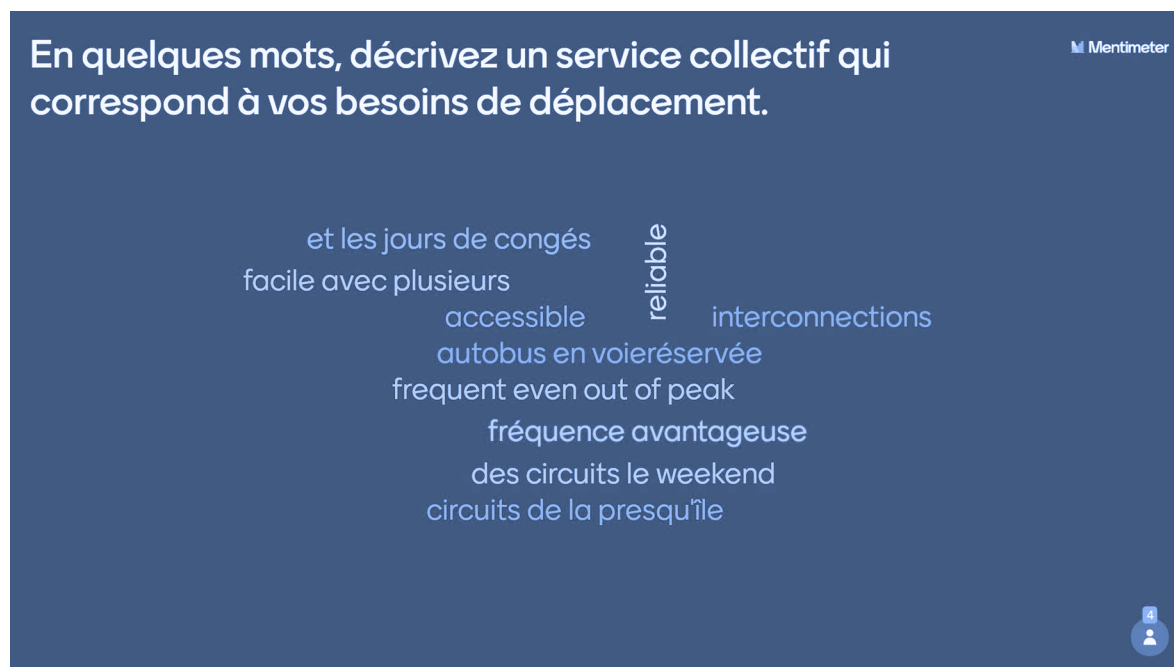 En quelques mots, décrivez un service collectif qui
correspond à vos besoins de déplacement.
Mentimeter
et les jours de congés
reliable
facile avec plusieurs
accessible
interconnections
autobus en voieréservée
frequent even out of peak
fréquence avantageuse
des circuits le weekend
circuits de la presqu'île
4